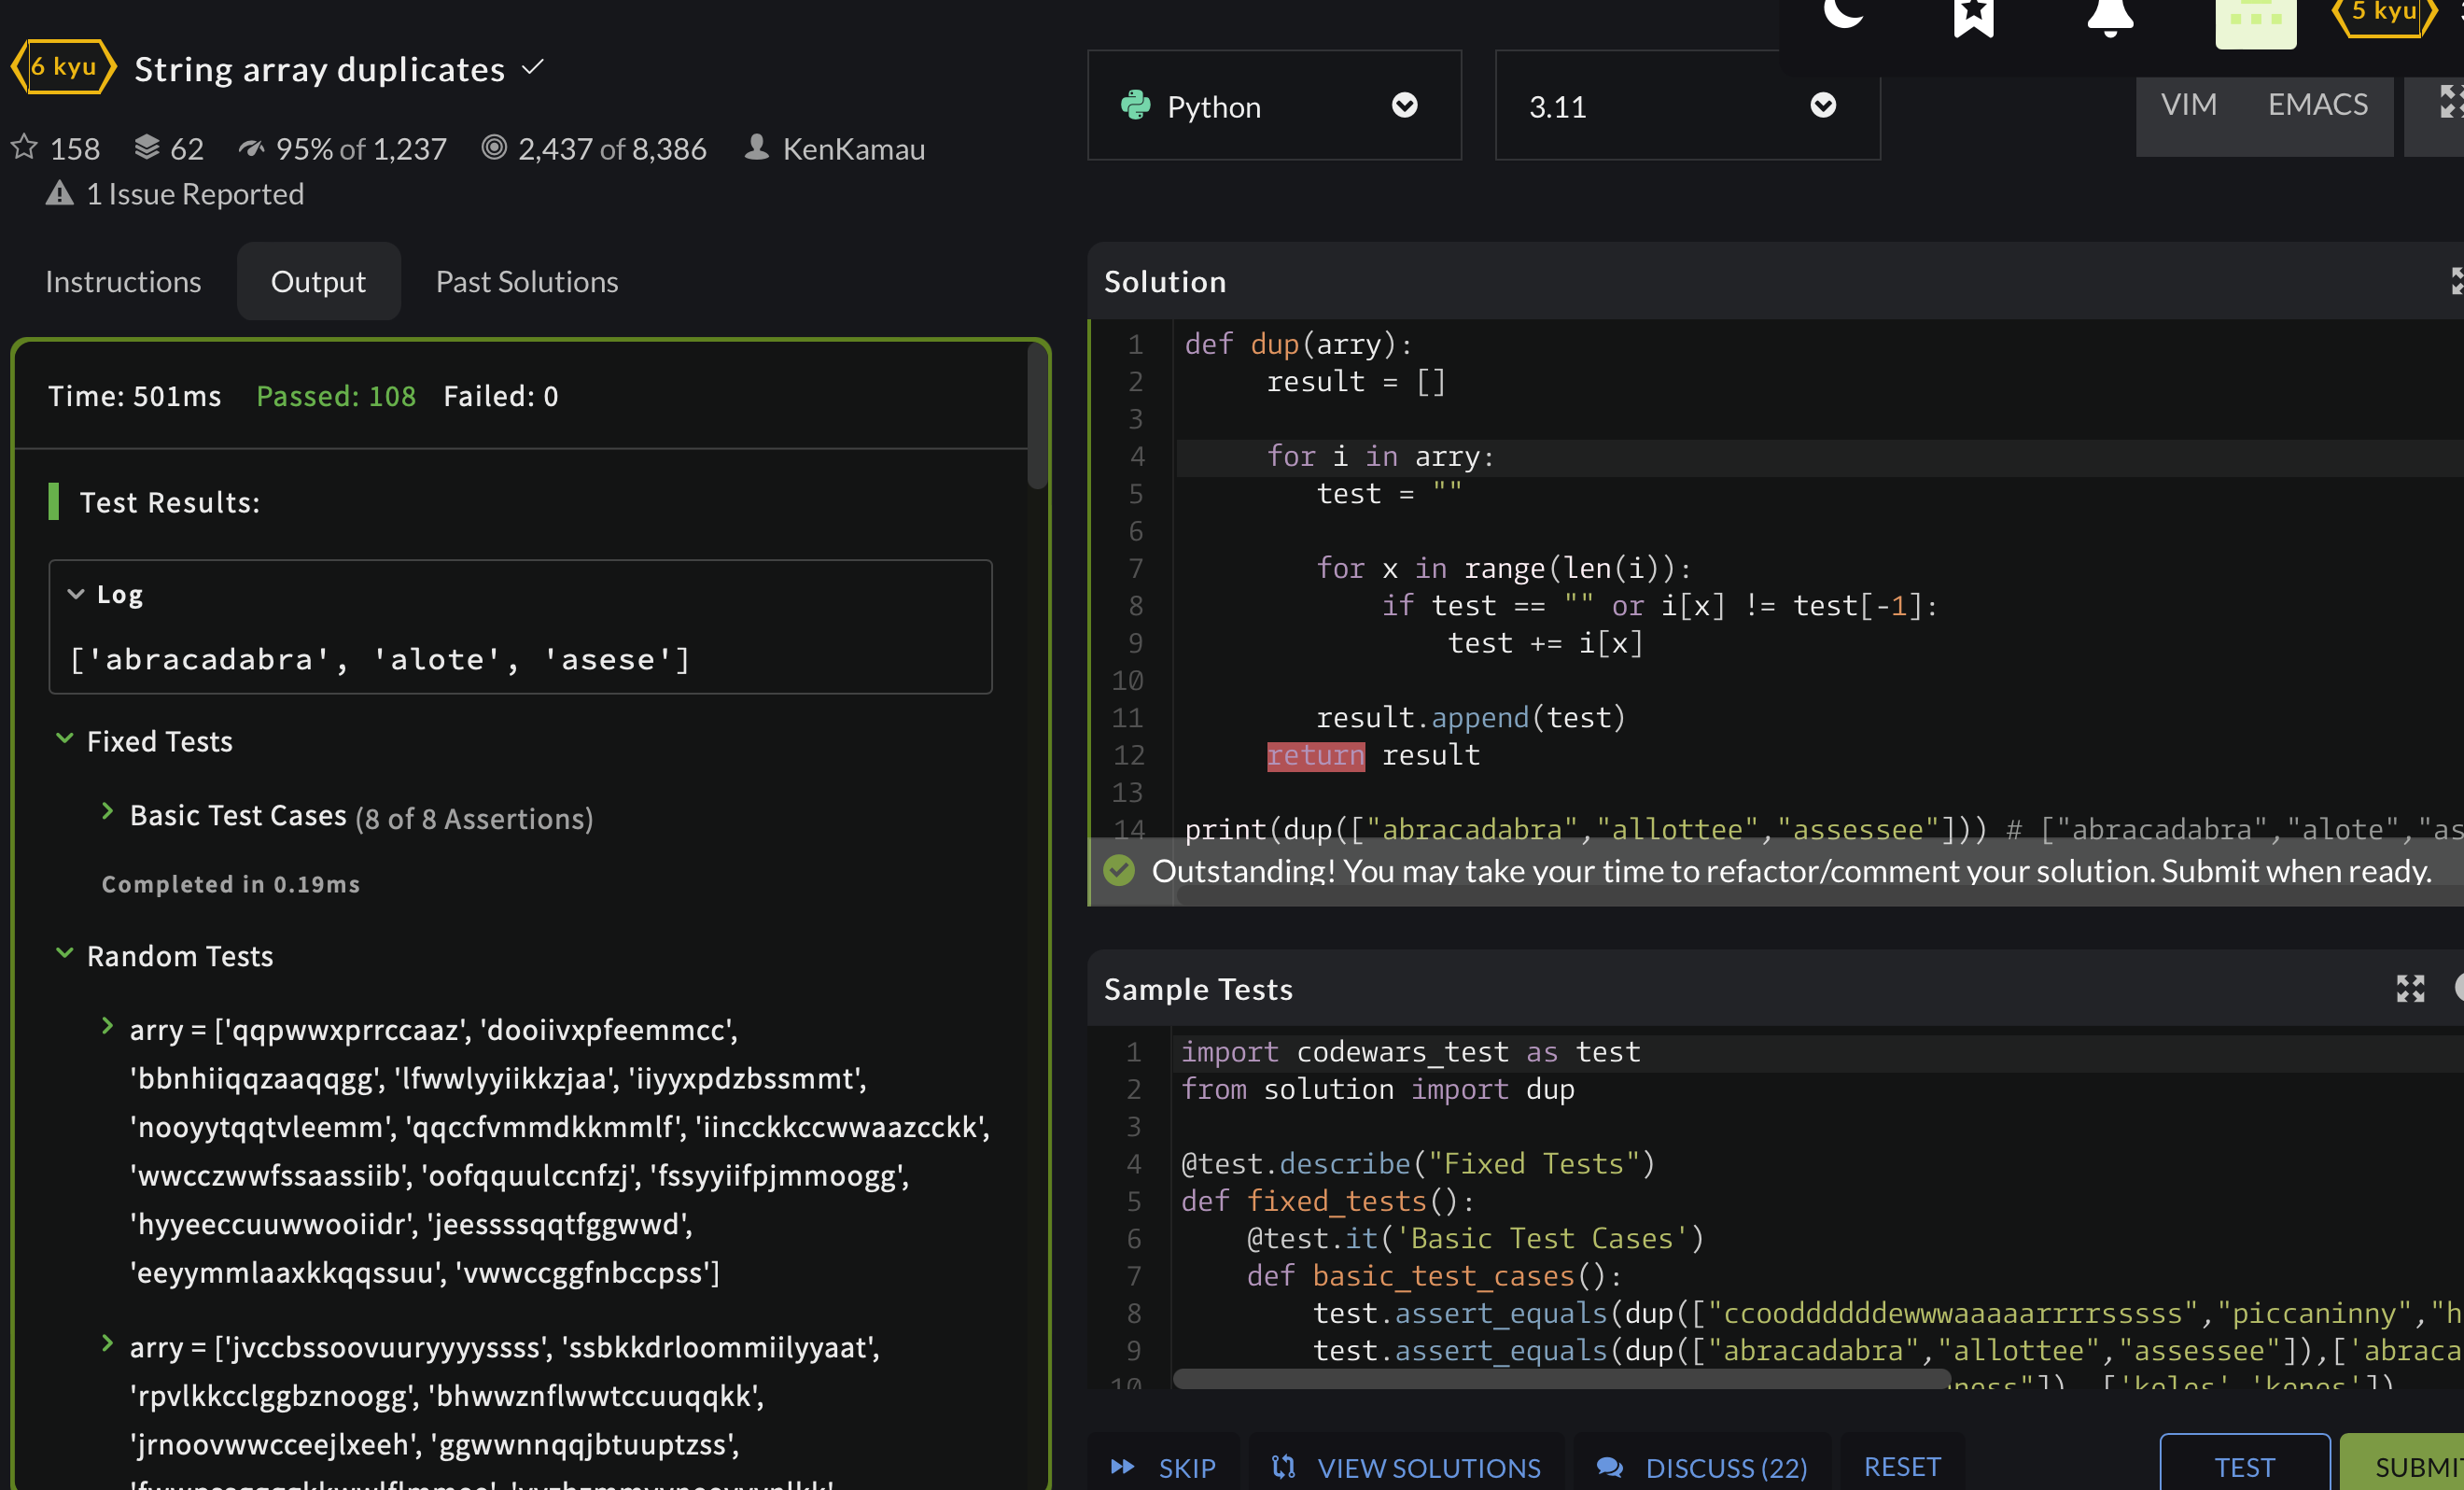 6 kyu String array duplicates
158 62 95% of 1,237 2,437 of 8,386 KenKamau
1 Issue Reported
Instructions Output Past Solutions
Time: 501ms Passed: 108 Failed: 0
Test Results:
Log
['abracadabra', 'alote', 'asese']
Fixed Tests
Basic Test Cases (8 of 8 Assertions)
Completed in 0.19ms
Random Tests
arry = ['qqpwwxprrccaaz', 'dooiivxpfeemmcc',
'bbnhiiqqzaaqqgg', 'lfwwlyyiikkzjaa', 'iiyyxpdzbssmmt',
'nooyytqqtvleemm', 'qqccfvmmdkkmmlf', 'iincckkccwwaazcckk',
'wwcczwwfssaassiib', 'oofqquulccnfzj', 'fssyyiifpjmmoogg',
'hyyeeccuuwwooiidr', 'jeessssqqtfggwwd',
'eeyymmlaaxkkqqssuu', 'vwwccggfnbccpss']
arry = ['jvccbssoovuuryyyyssss', 'ssbkkdrloommiilyyaat',
'rpvlkkcclggbznoogg', 'bhwwznflwwtccuuqqkk',
'jrnoovwwcceejlxeeh', 'ggwwnnqqjbtuuptzss',
5 kyu
Python 3.11 VIM EMACS
Solution
1 def dup(arry):
2 result = []
3
4 for i in arry:
5 test = ""
6
7 for x in range(len(i)):
8 if test == "" or i[x] != test[-1]:
9 test += i[x]
10
11 result.append(test)
12 return result
13
14 print(dup(["abracadabra","allottee","assessee"])) # ["abracadabra","alote","as
Outstanding! You may take your time to refactor/comment your solution. Submit when ready.
Sample Tests
1 import codewars_test as test
2 from solution import dup
3
4 @test.describe("Fixed Tests")
5 def fixed_tests():
6 @test.it('Basic Test Cases')
7 def basic_test_cases():
8 test.assert_equals(dup(["ccooddddddewwwaaaaarrrrsssss","piccaninny","h
9 test.assert_equals(dup(["abracadabra","allottee","assessee"]),['abraca
10 ness"]), ['keles','kenes'])
SKIP VIEW SOLUTIONS DISCUSS (22) RESET TEST SUBMIT